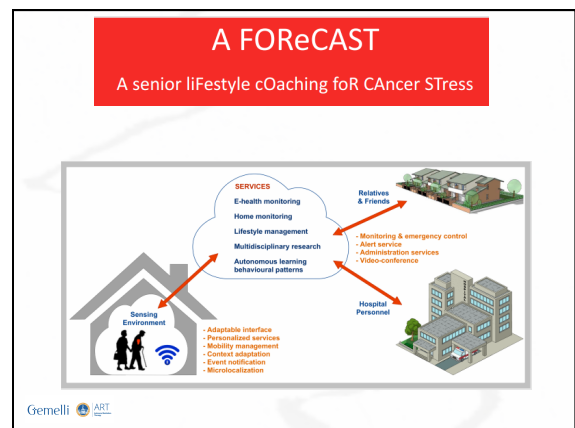 A FOReCAST
A senior liFestyle cOaching foR CAncer STress
SERVICES
E-health monitoring
Home monitoring
Lifestyle management
Multidisciplinary research
Autonomous learning
behavioural patterns
Relatives
& Friends
- Monitoring & emergency control
- Alert service
- Administration services
- Video-conference
Hospital
Personnel
Sensing
Environment
- Adaptable interface
- Personalized services
- Mobility management
- Context adaptation
- Event notification
- Microlocalization
Gemelli
ART